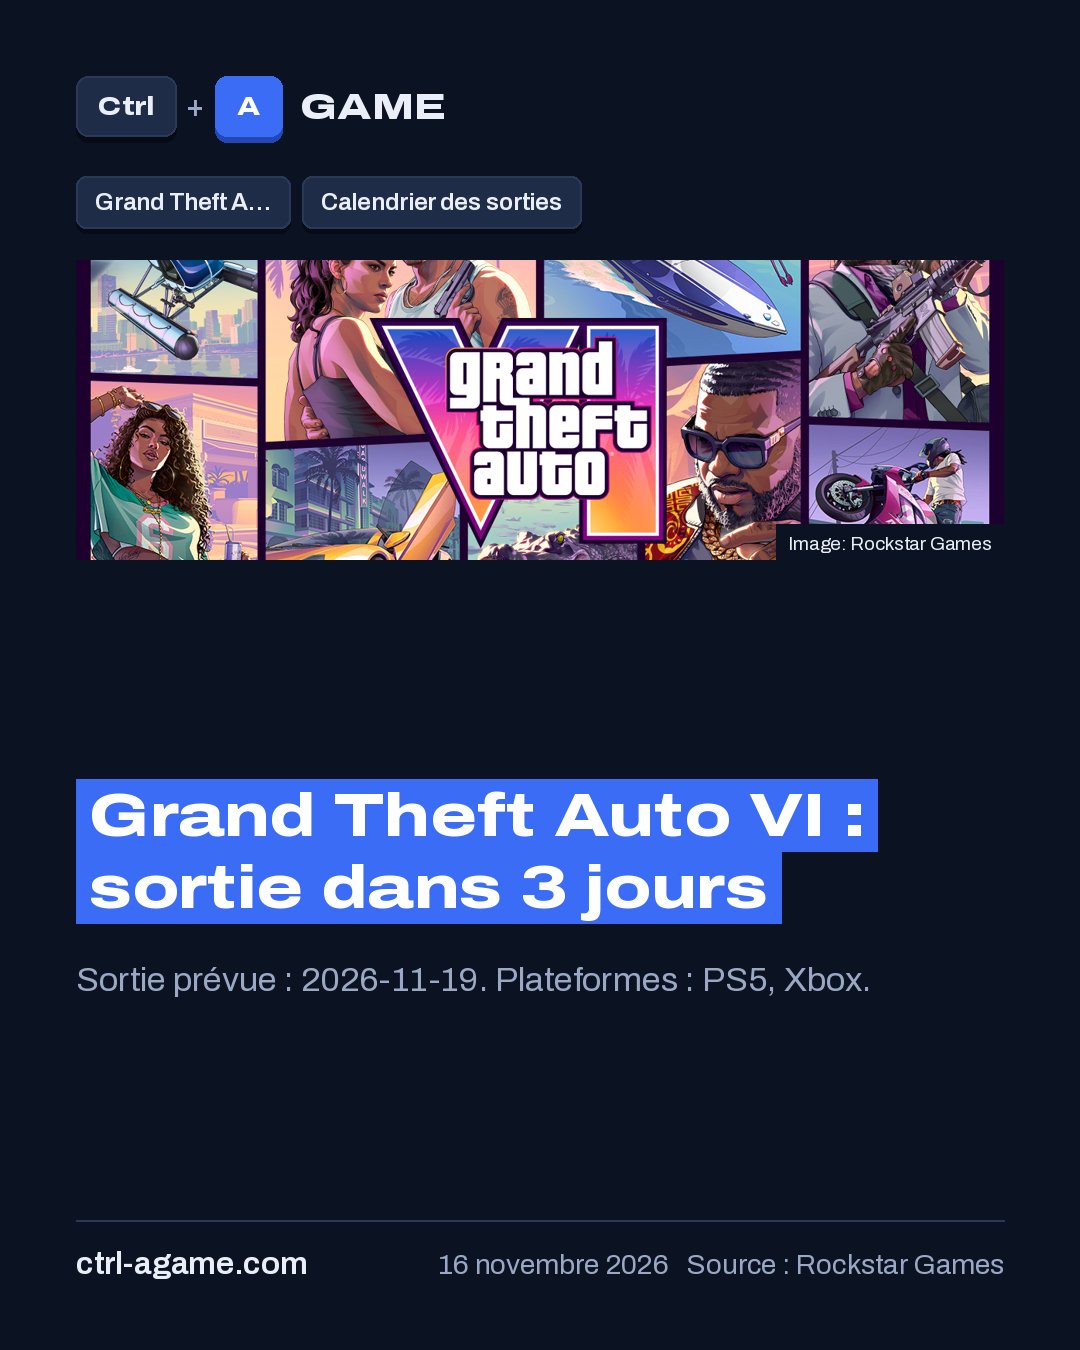 Ctrl + A GAME
Grand Theft A... Calendrier des sorties
grand
theft
auto
VI
Image: Rockstar Games
Grand Theft Auto VI :
sortie dans 3 jours
Sortie prévue : 2026-11-19. Plateformes : PS5, Xbox.
ctrl-agame.com 16 novembre 2026 Source : Rockstar Games